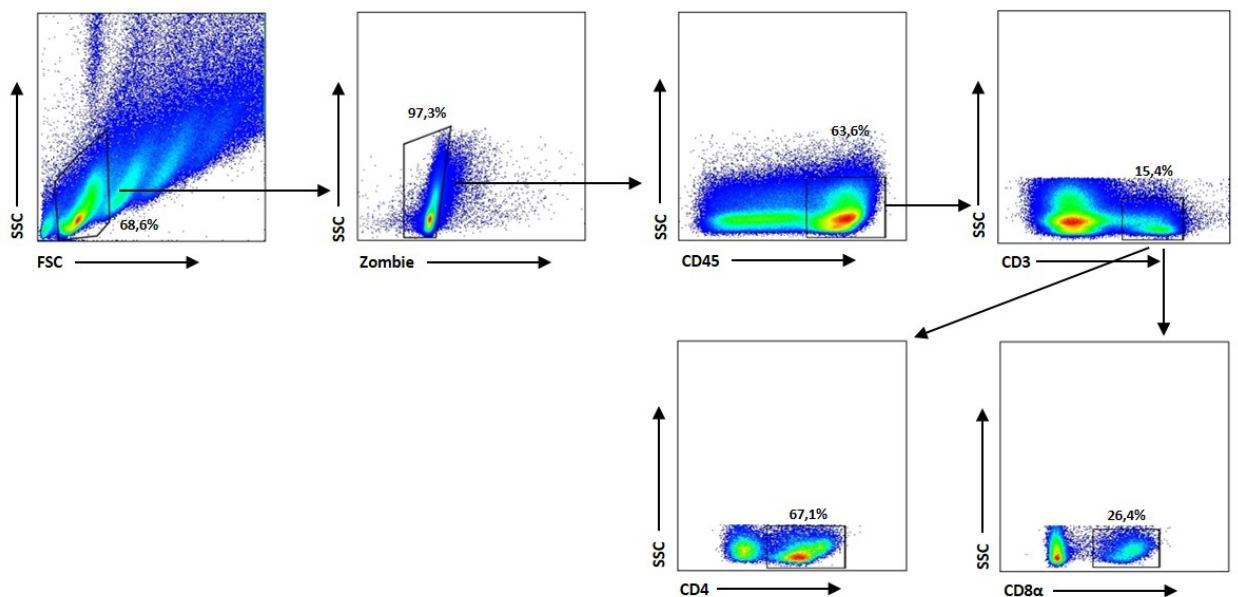 97,3%
63,6%
15,4%
68,6%
SSC
SSC
SSC
SSC
FSC
Zombie
CD45
CD3
67,1%
26,4%
SSC
SSC
CD4
CD8α